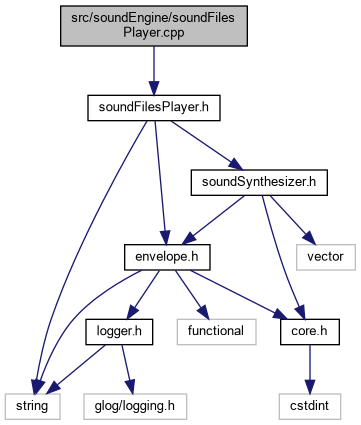 src/soundEngine/soundFiles
Player.cpp
soundFilesPlayer.h
soundSynthesizer.h
envelope.h
vector
logger.h
functional
core.h
string
glog/logging.h
cstdint